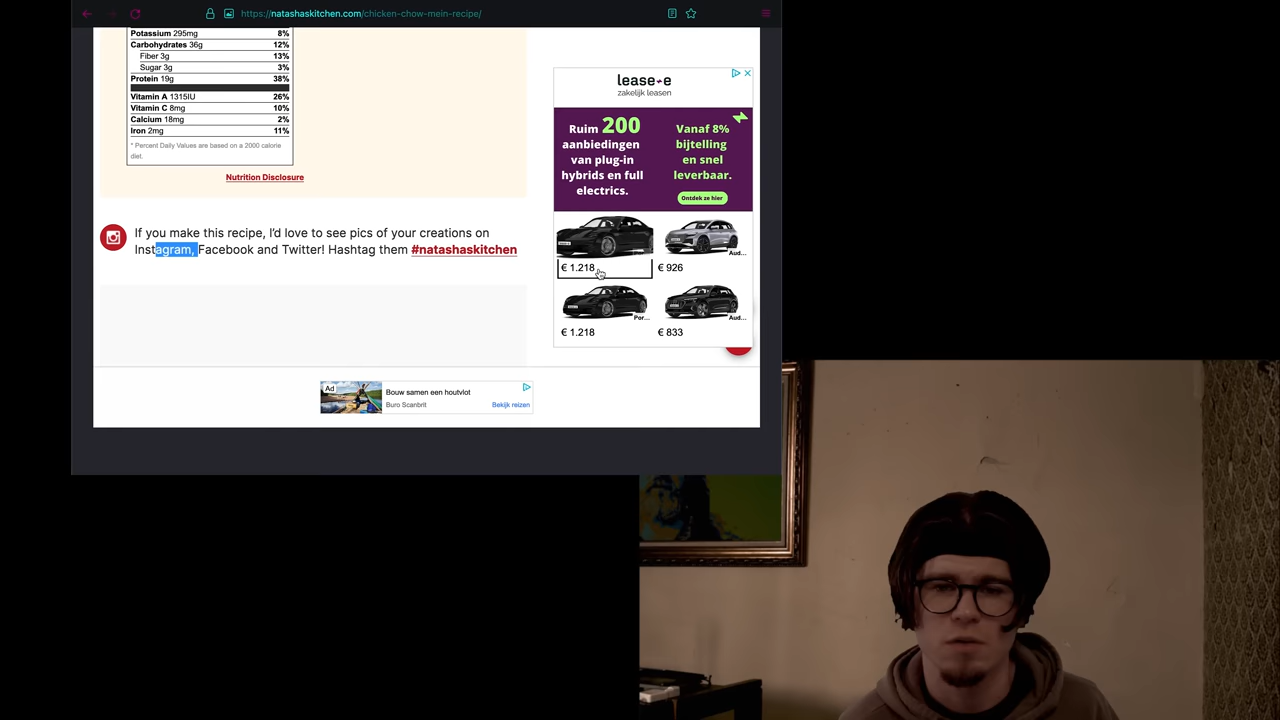 https://natashaskitchen.com/chicken-chow-mein-recipe/
Potassium 295mg 8%
Carbohydrates 36g 12%
Fiber 3g 13%
Sugar 3g 3%
Protein 19g 38%
Vitamin A 1315IU 26%
Vitamin C 8mg 10%
Calcium 18mg 2%
Iron 2mg 11%
* Percent Daily Values are based on a 2000 calorie
diet.
Nutrition Disclosure
If you make this recipe, I'd love to see pics of your creations on
Instagram, Facebook and Twitter! Hashtag them #natashaskitchen
lease-e
zakelijk leasen
Ruim 200
aanbiedingen
van plug-in
hybrids en full
electrics.
Vanaf 8%
bijtelling
en snel
leverbaar.
Ontdek ze hier
Aud...
€ 1.218
€ 926
Por...
Aud...
€ 1.218
€ 833
Ad
Bouw samen een houtvlot
Buro Scanbrit
Bekijk reizen